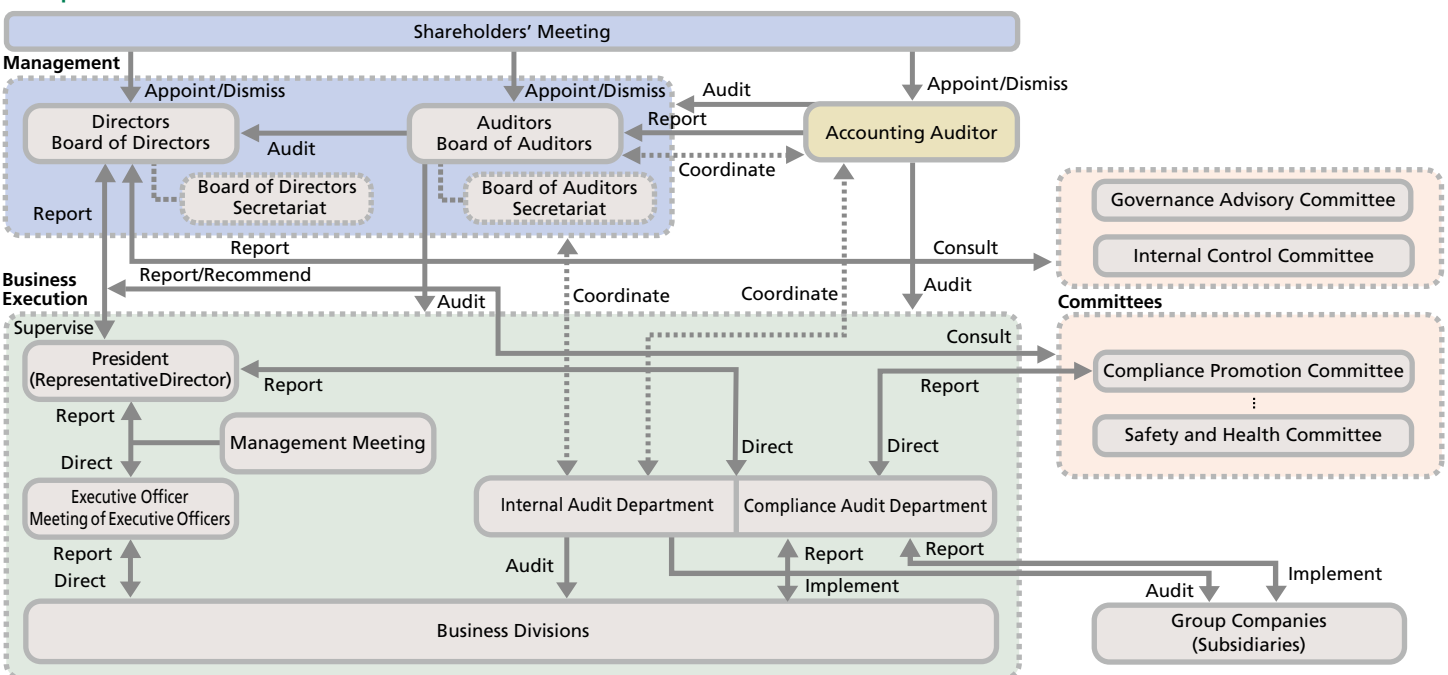 Shareholders' Meeting
Management
Appoint/Dismiss
Appoint/Dismiss
Appoint/Dismiss
Audit
Directors
Board of Directors
Audit
Auditors
Board of Auditors
Report
Accounting Auditor
Coordinate
Board of Directors
Secretariat
Board of Auditors
Secretariat
Governance Advisory Committee
Internal Control Committee
Report
Report
Consult
Report/Recommend
Business
Execution
Audit
Coordinate
Coordinate
Audit
Committees
Supervise
Consult
President
(Representative Director)
Report
Report
Compliance Promotion Committee
Safety and Health Committee
Report
Management Meeting
Direct
Direct
Direct
Executive Officer
Meeting of Executive Officers
Internal Audit Department
Compliance Audit Department
Report
Direct
Audit
Report
Implement
Report
Implement
Audit
Business Divisions
Group Companies
(Subsidiaries)